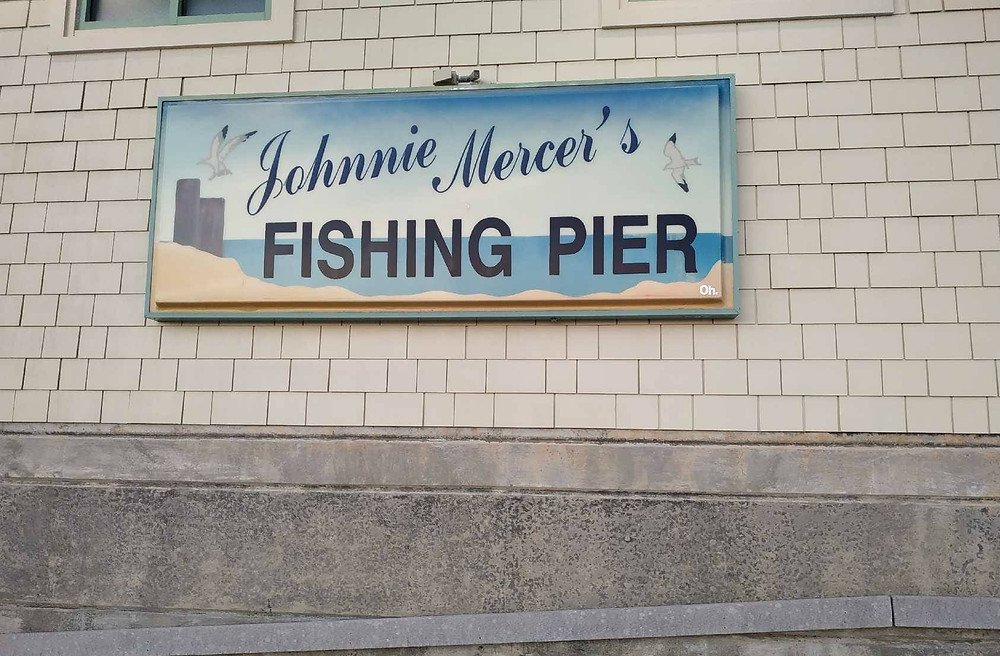 Johnnie Mercer's
FISHING PIER
Oh.